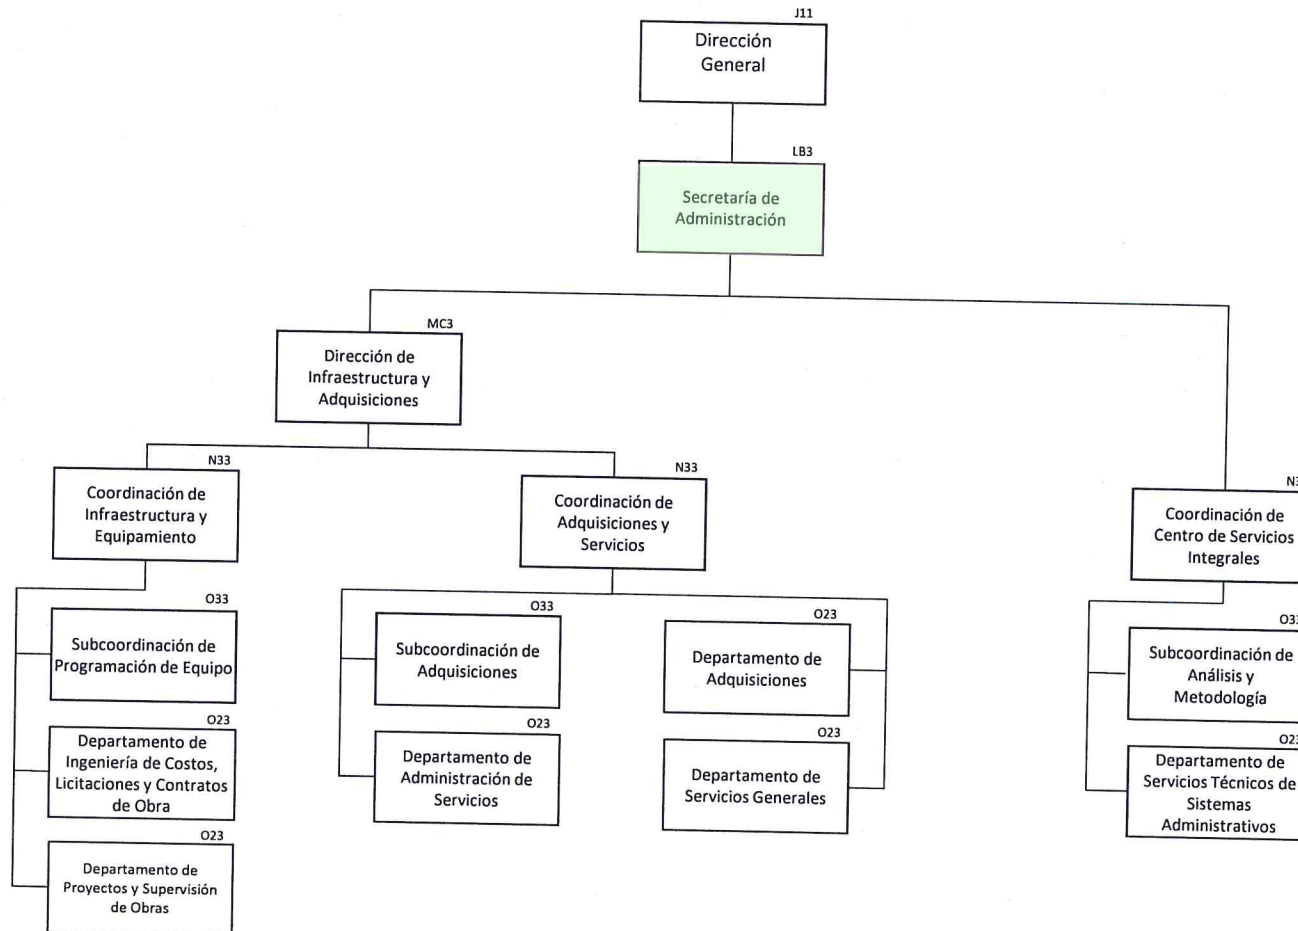 J11
Dirección
General
LB3
Secretaría de
Administración
MC3
Dirección de
Infraestructura y
Adquisiciones
N33
Coordinación de
Infraestructura y
Equipamiento
N33
Coordinación de
Adquisiciones y
Servicios
N3
Coordinación de
Centro de Servicios
Integrales
O33
Subcoordinación de
Programación de Equipo
O23
Departamento de
Ingeniería de Costos,
Licitaciones y Contratos
de Obra
O23
Departamento de
Proyectos y Supervisión
de Obras
O33
Subcoordinación de
Adquisiciones
O23
Departamento de
Administración de
Servicios
O23
Departamento de
Adquisiciones
O23
Departamento de
Servicios Generales
O33
Subcoordinación de
Análisis y
Metodología
O23
Departamento de
Servicios Técnicos de
Sistemas
Administrativos